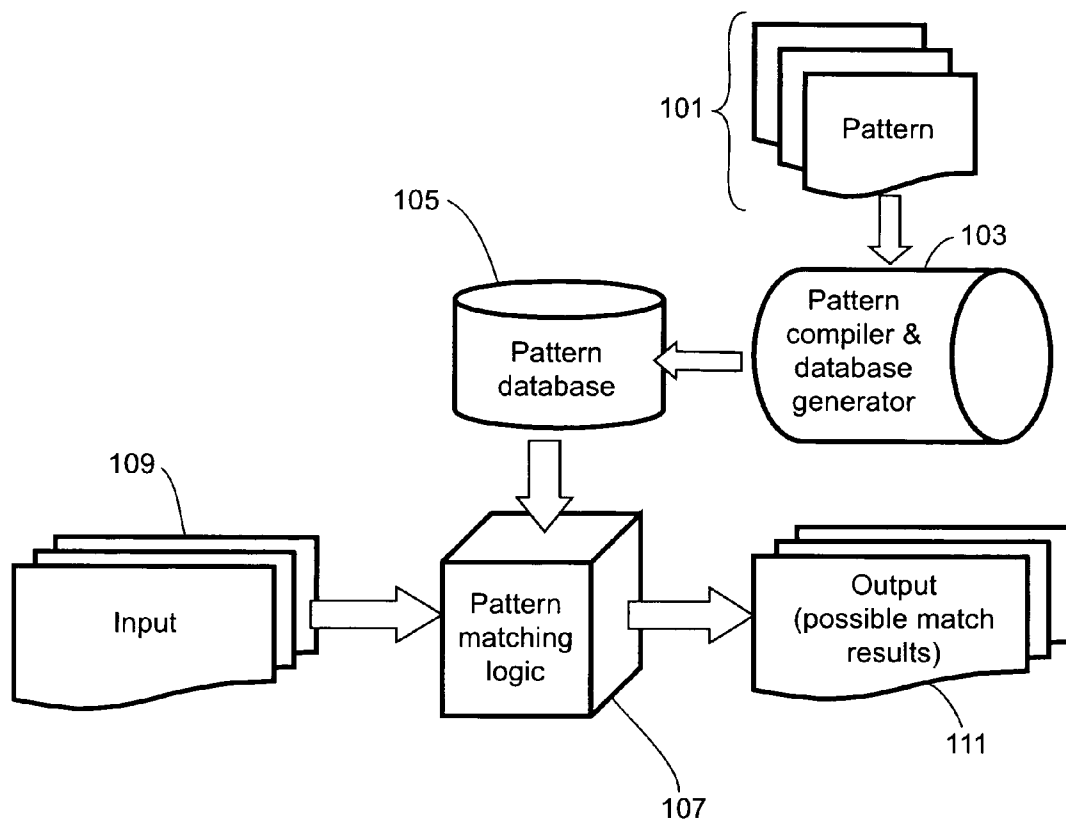 101
Pattern
105
103
Pattern
compiler &
database
generator
Pattern
database
109
Input
Pattern
matching
logic
Output
(possible match
results)
111
107